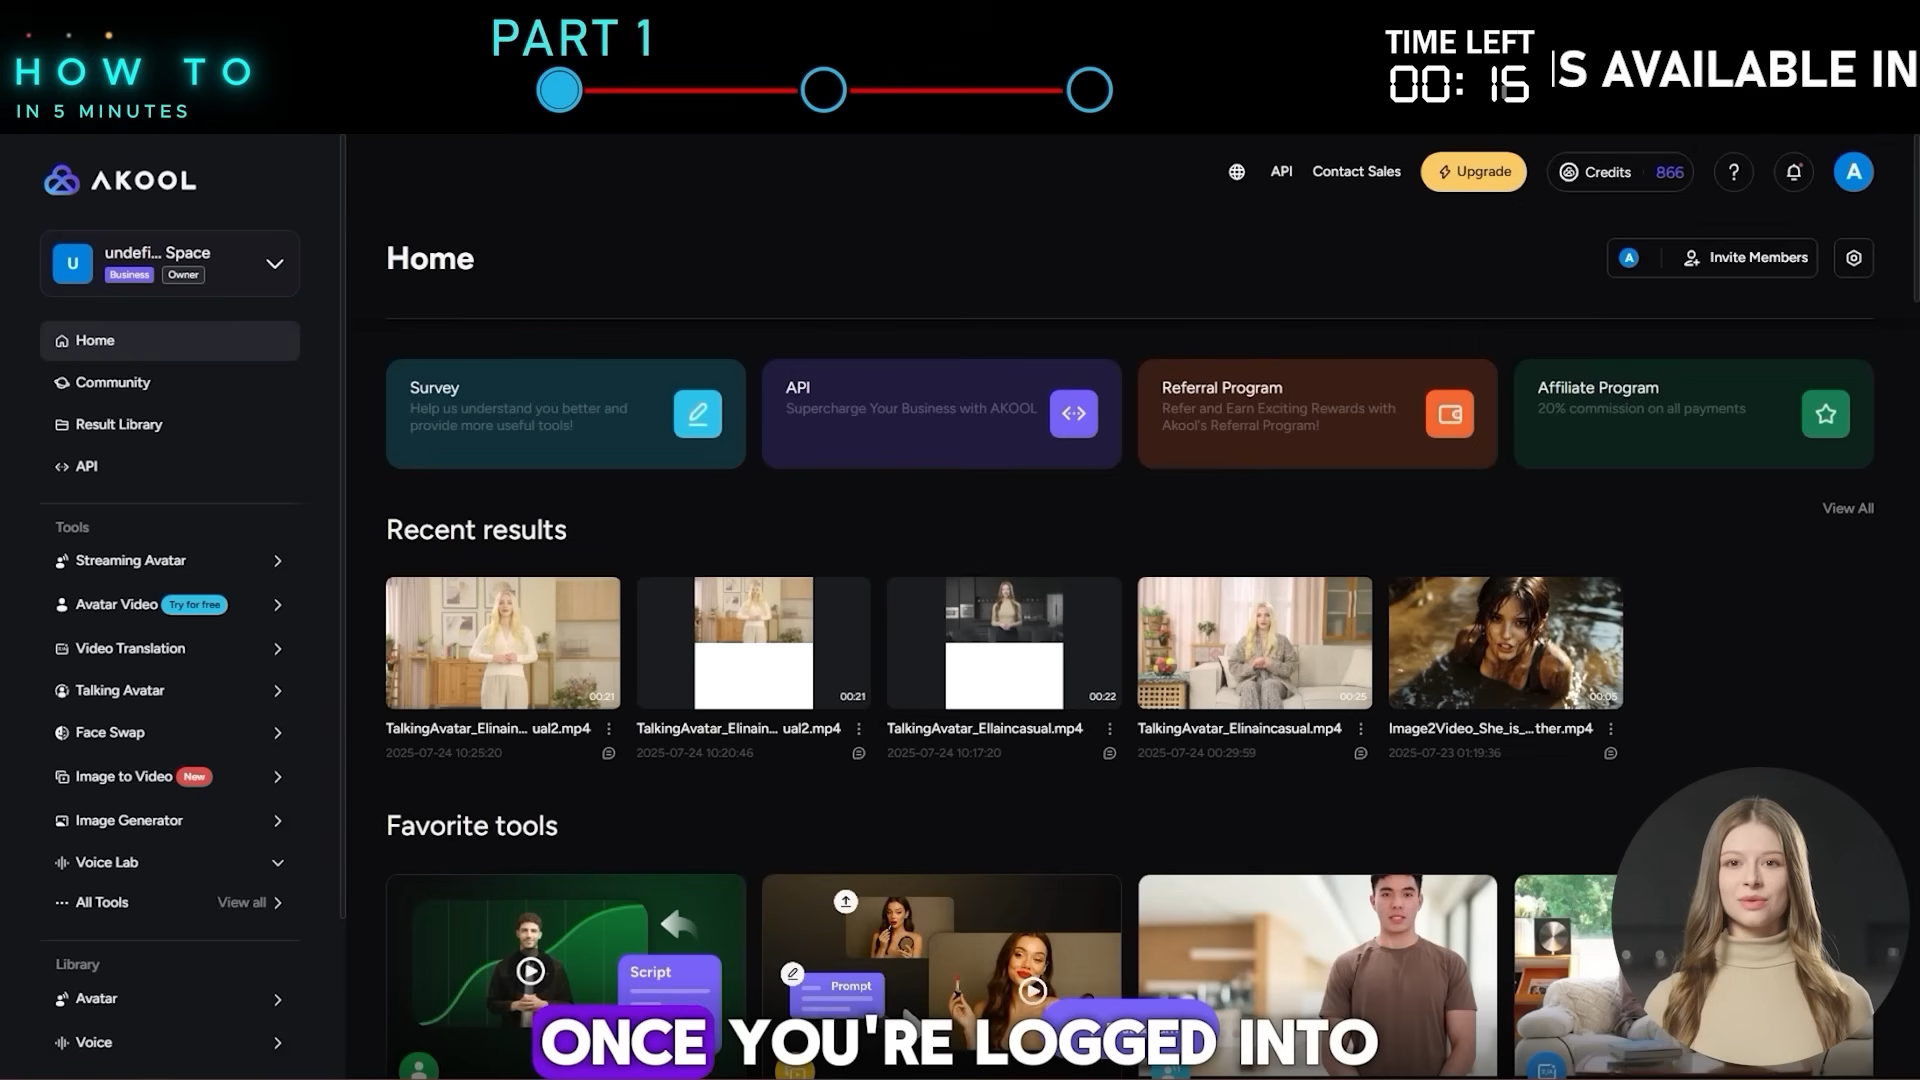 HOW TO
IN 5 MINUTES
PART 1
TIME LEFT
00: 15
IS AVAILABLE IN
AKOOL
API
Contact Sales
Upgrade
Credits
866
?
A
U
undefi... Space
Business
Owner
Home
A
Invite Members
Home
Community
Result Library
API
Survey
Help us understand you better and
provide more useful tools!
API
Supercharge Your Business with AKOOL
Referral Program
Refer and Earn Exciting Rewards with
Akool's Referral Program!
Affiliate Program
20% commission on all payments
Tools
Streaming Avatar
Avatar Video
Try for free
Video Translation
Talking Avatar
Face Swap
Image to Video
New
Image Generator
Voice Lab
All Tools
View all
Library
Avatar
Voice
Recent results
View All
00:21
00:21
00:22
00:25
00:05
TalkingAvatar_Elinain... ual2.mp4
TalkingAvatar_Elinain... ual2.mp4
TalkingAvatar_Ellaincasual.mp4
TalkingAvatar_Elinaincasual.mp4
Image2Video_She_is_...ther.mp4
2025-07-24 10:25:20
2025-07-24 10:20:46
2025-07-24 10:17:20
2025-07-24 00:29:59
2025-07-23 01:19:36
Favorite tools
Script
Prompt
ONCE YOU'RE LOGGED INTO